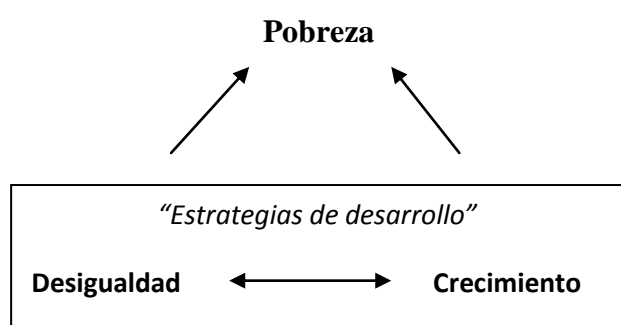 Pobreza
“Estrategias de desarrollo”
Desigualdad Crecimiento